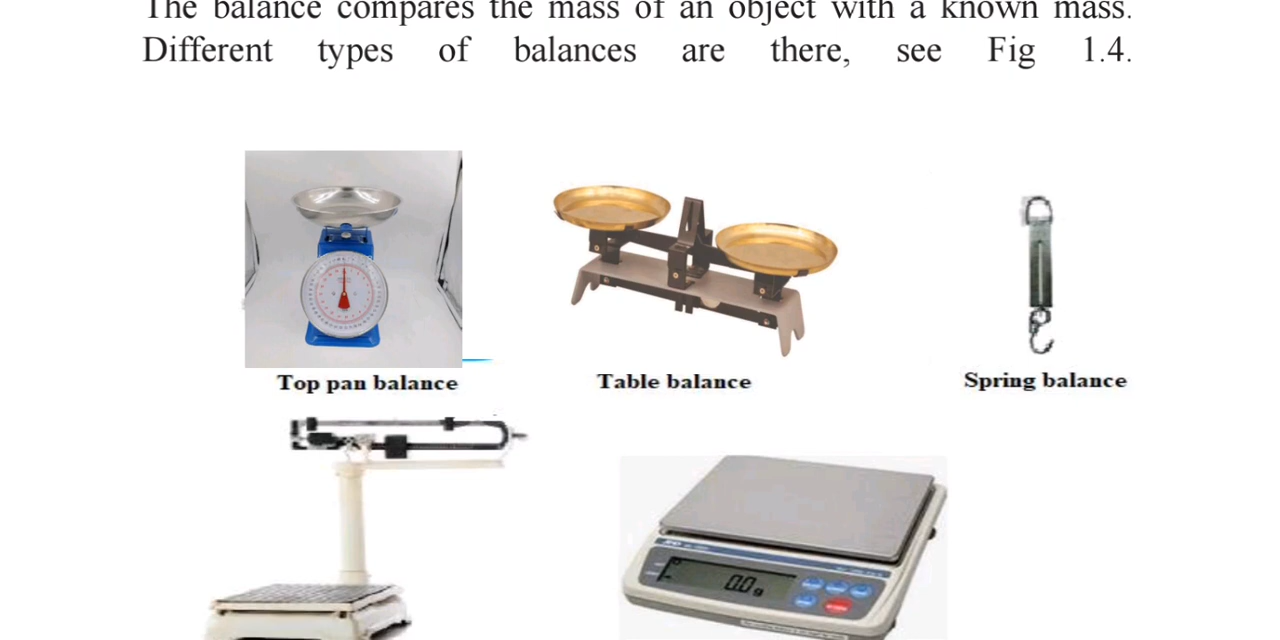 The balance compares the mass of an object with a known mass.
Different types of balances are there, see Fig 1.4.
Top pan balance
Table balance
Spring balance
0.0 g